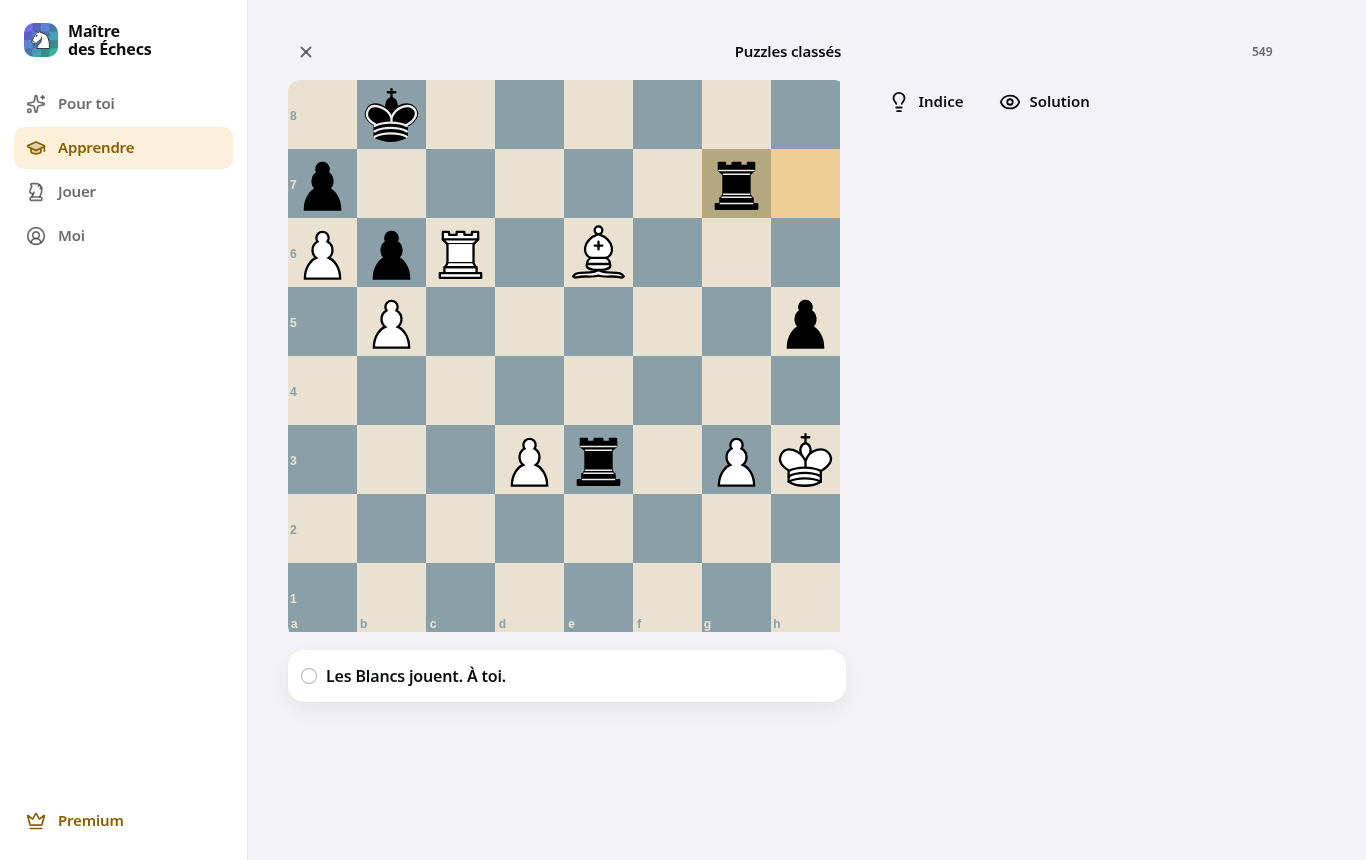 Maître
des Échecs
Pour toi
Apprendre
Jouer
Moi
Premium
Puzzles classés
549
Indice
Solution
8
7
6
5
4
3
2
1
a b c d e f g h
Les Blancs jouent. À toi.